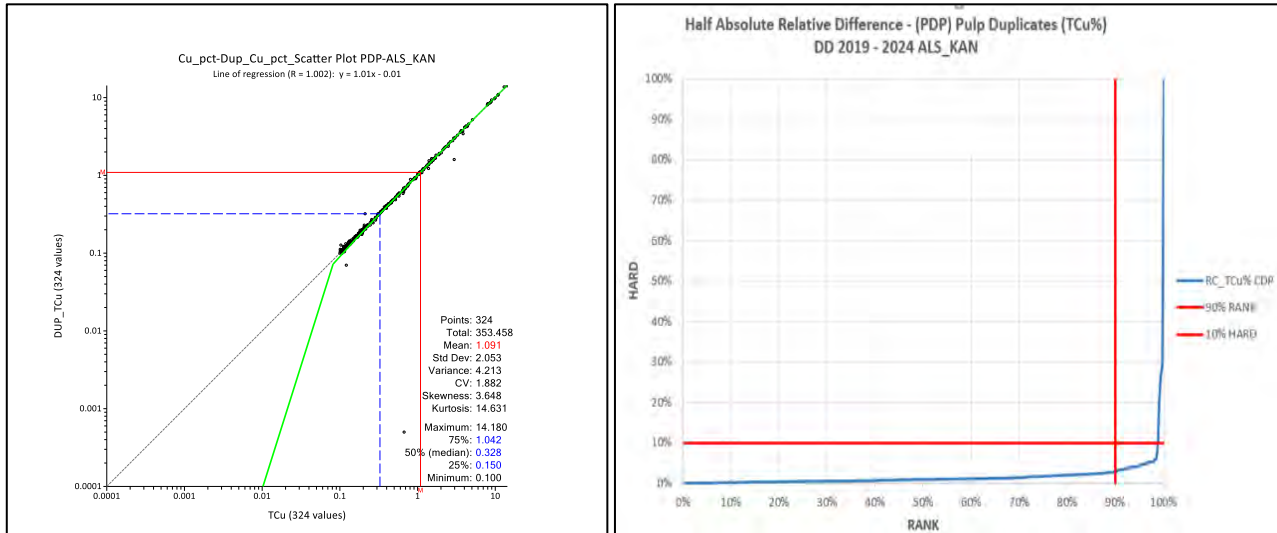 Cu_pct-Dup_Cu_pct_Scatter Plot PDP-ALS_KAN
Line of regression (R = 1.002): y = 1.01x - 0.01
10
1
0.1
0.01
0.001
0.0001
M
DUP_TCu (324 values)
Points: 324
Total: 353.458
Mean: 1.091
Std Dev: 2.053
Variance: 4.213
CV: 1.882
Skewness: 3.648
Kurtosis: 14.631
Maximum: 14.180
75%: 1.042
50% (median): 0.328
25%: 0.150
Minimum: 0.100
0.0001 0.001 0.01 0.1 1 10
M
TCu (324 values)
Half Absolute Relative Difference - (PDP) Pulp Duplicates (TCu%)
DD 2019 - 2024 ALS_KAN
100%
90%
80%
70%
60%
50%
40%
30%
20%
10%
0%
HARD
0% 10% 20% 30% 40% 50% 60% 70% 80% 90% 100%
RANK
RC_TCu% CDP
90% RANK
10% HARD